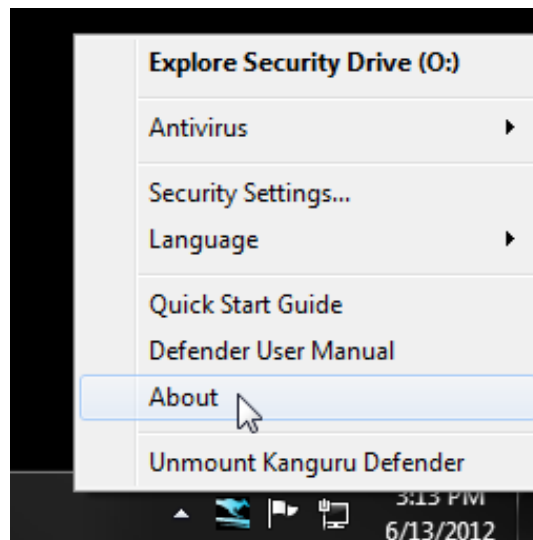 Explore Security Drive (O:)
Antivirus
Security Settings...
Language
Quick Start Guide
Defender User Manual
About
Unmount Kanguru Defender
3:13 PM
6/13/2012